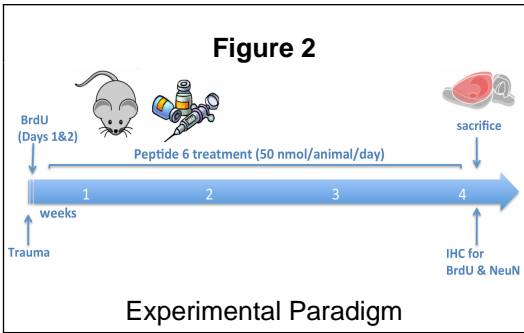 Figure 2
BrdU
(Days 1&2)
sacrifice
Peptide 6 treatment (50 nmol/animal/day)
1 2 3 4
weeks
Trauma
IHC for
BrdU & NeuN
Experimental Paradigm